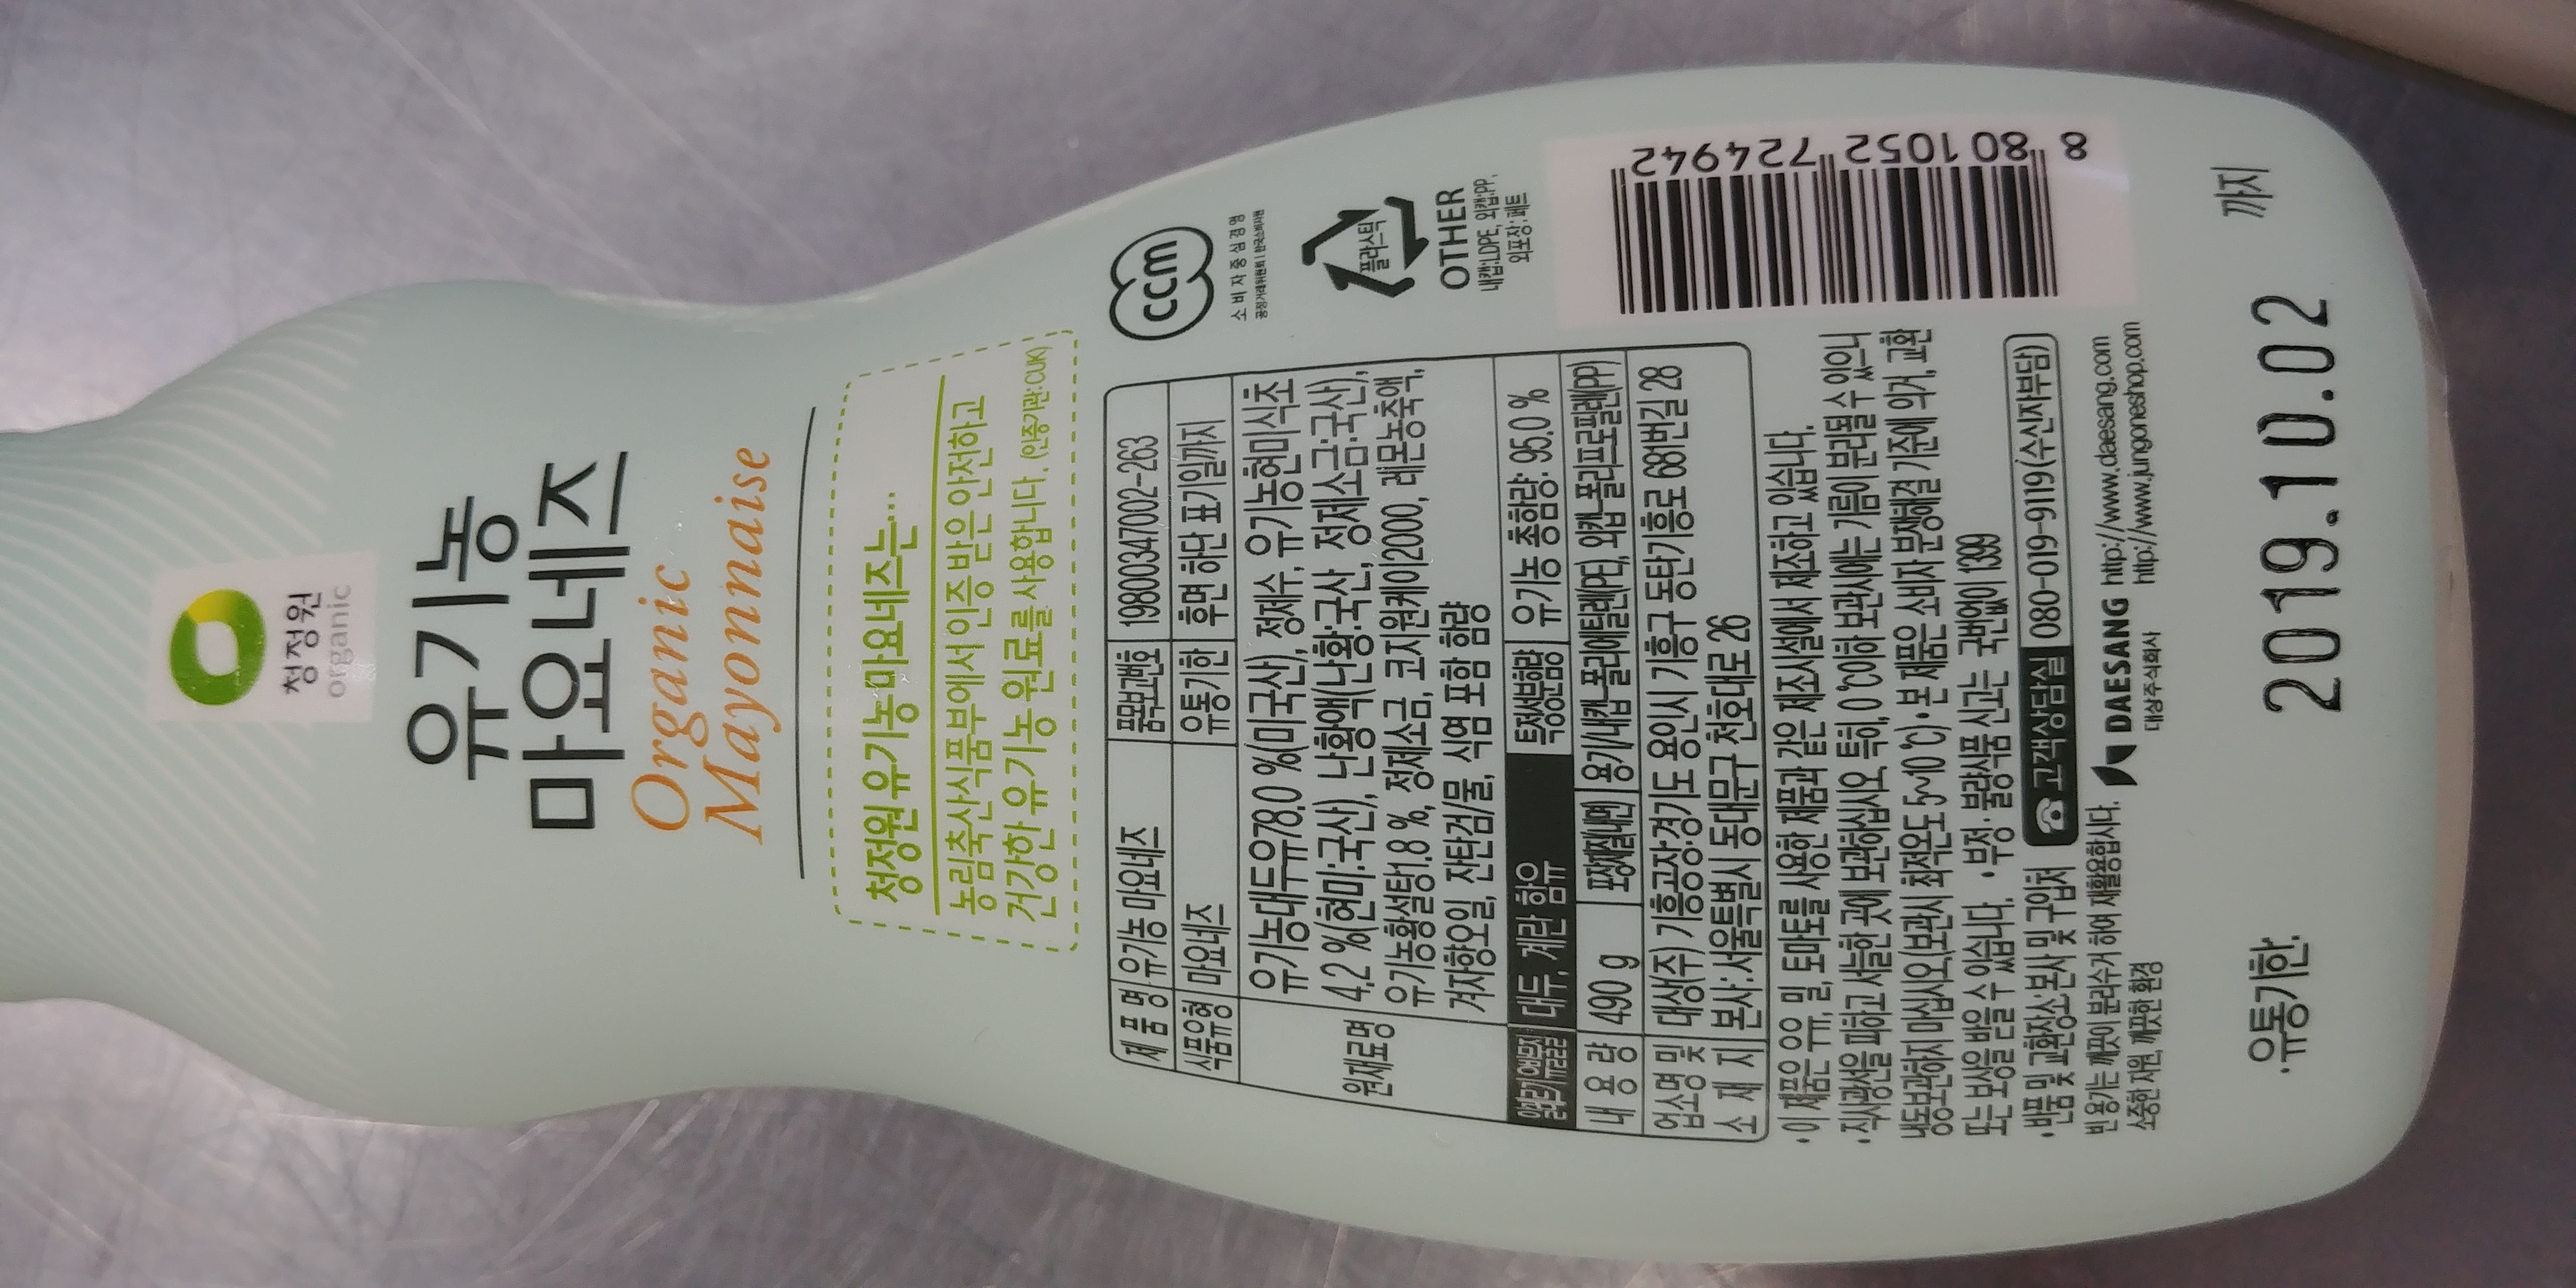 청정원
organic
유기농
마요네즈
Organic
Mayonnaise
청정원 유기농마요네즈는...
농림축산식품부에서 인증 받은 안전하고
건강한 유기농 원료를 사용합니다. (인증기관:CUK)
제 품 명 유기농 마요네즈 품목보고번호 19800347002-263
식품유형 마요네즈 유통기한 후면 하단 표기일까지
원재료명 유기농대두유78.0 %(미국산), 정제수, 유기농현미식초
4.2 %(현미:국산), 난황액(난황:국산, 정제소금:국산),
유기농황설탕1.8 %, 정제소금, 코지원케이2000, 레몬농축액,
겨자향오일, 잔탄검/물, 식염 포함 함량
대두, 계란 함유 특정성분함량 유기농 총함량: 95.0 %
내 용 량 490 g 포장재질(내면) 용기/내캡-폴리에틸렌(PE), 외캡-폴리프로필렌(PP)
업소명 및 소 재 지 대상(주) 기흥공장:경기도 용인시 기흥구 동탄기흥로 681번길 28
본사:서울특별시 동대문구 천호대로 26
• 이 제품은 우유, 밀, 토마토를 사용한 제품과 같은 제조시설에서 제조하고 있습니다.
• 직사광선을 피하고 서늘한 곳에 보관하십시오. 특히, 0 ℃이하 보관시에는 기름이 분리될 수 있으니
냉동보관하지 마십시오.(보관시 최적온도 5~10 ℃) • 본 제품은 소비자 분쟁해결 기준에 의거, 교환
또는 보상을 받을 수 있습니다. • 부정·불량식품 신고는 국번없이 1399
• 반품 및 교환장소:본사 및 구입처 고객상담실 080-019-9119(수신자부담)
빈 용기는 깨끗이 분리수거 하여 재활용합시다.
소중한 자원, 깨끗한 환경
DAESANG
대상주식회사
http://www.daesang.com
http://www.jungoneshop.com
ccm
소비자중심경영
공정거래위원회 | 한국소비자원
플라스틱
OTHER
내캡:LDPE, 외캡:PP,
외포장:페트
8 801052 724942
•유통기한: 2019.10.02 까지